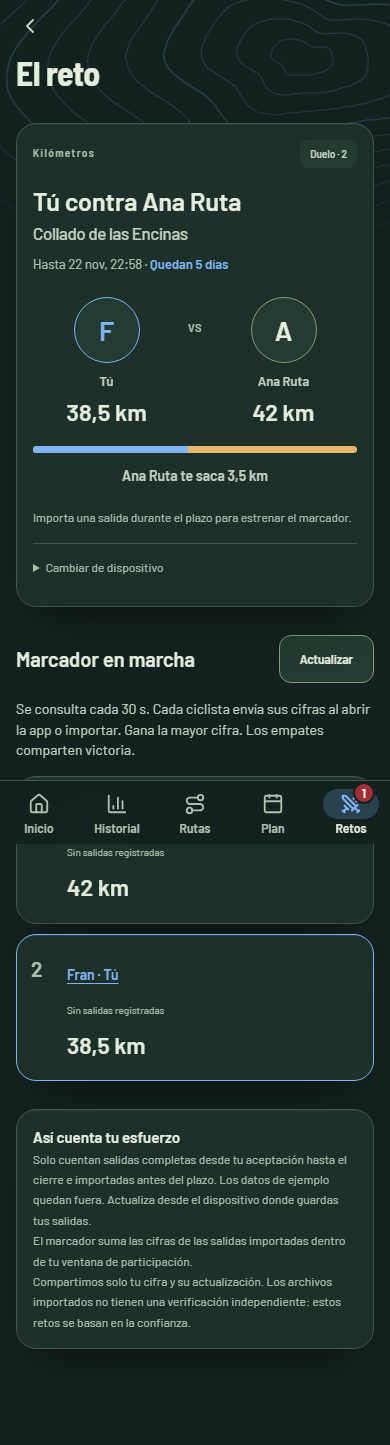 El reto
Kilómetros
Duelo · 2
Tú contra Ana Ruta
Collado de las Encinas
Hasta 22 nov, 22:58 · Quedan 5 días
F
VS
A
Tú
Ana Ruta
38,5 km
42 km
Ana Ruta te saca 3,5 km
Importa una salida durante el plazo para estrenar el marcador.
Cambiar de dispositivo
Marcador en marcha
Actualizar
Se consulta cada 30 s. Cada ciclista envía sus cifras al abrir
la app o importar. Gana la mayor cifra. Los empates
comparten victoria.
1
Inicio
Historial
Rutas
Plan
Retos
Sin salidas registradas
42 km
2
Fran · Tú
Sin salidas registradas
38,5 km
Así cuenta tu esfuerzo
Solo cuentan salidas completas desde tu aceptación hasta el
cierre e importadas antes del plazo. Los datos de ejemplo
quedan fuera. Actualiza desde el dispositivo donde guardas
tus salidas.
El marcador suma las cifras de las salidas importadas dentro
de tu ventana de participación.
Compartimos solo tu cifra y su actualización. Los archivos
importados no tienen una verificación independiente: estos
retos se basan en la confianza.